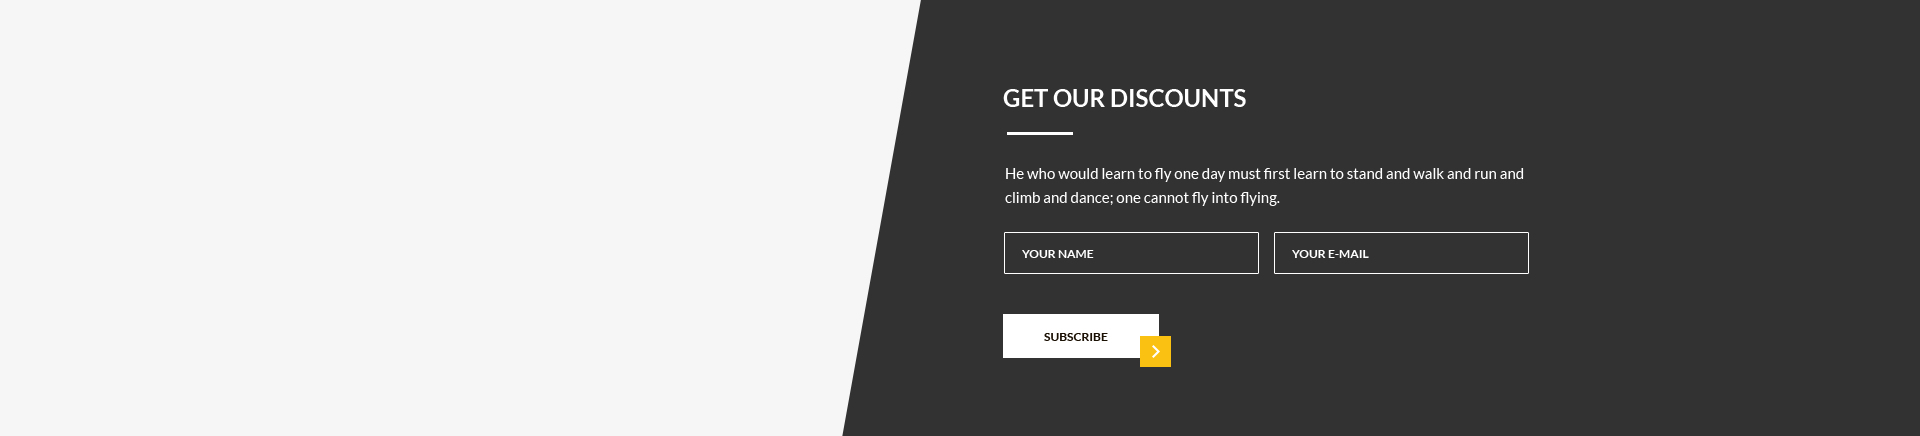 GET OUR DISCOUNTS
He who would learn to fly one day must first learn to stand and walk and run and
climb and dance; one cannot fly into flying.
YOUR NAME
YOUR E-MAIL
SUBSCRIBE